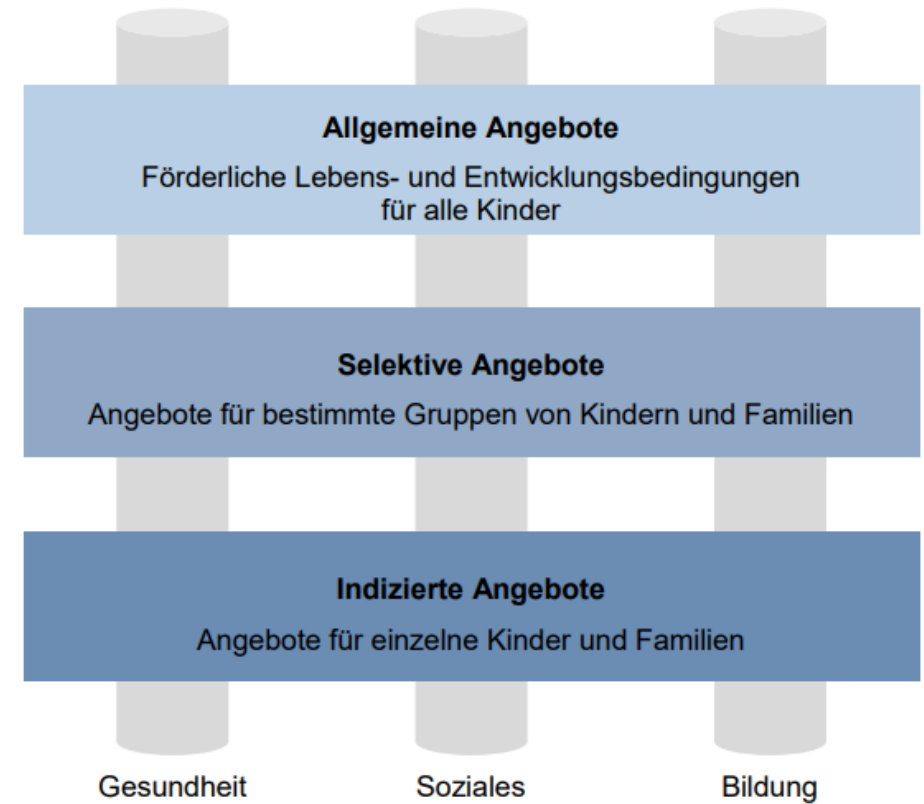 Allgemeine Angebote
Förderliche Lebens- und Entwicklungsbedingungen
für alle Kinder
Selektive Angebote
Angebote für bestimmte Gruppen von Kindern und Familien
Indizierte Angebote
Angebote für einzelne Kinder und Familien
Gesundheit Soziales Bildung